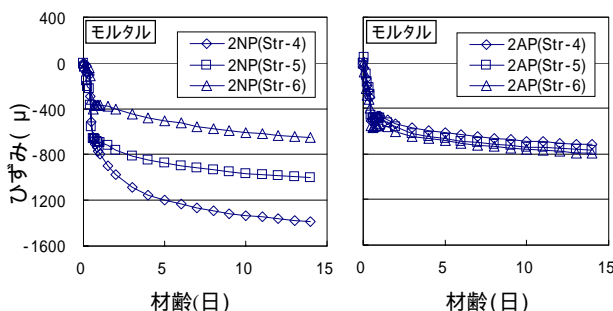 モルタル
2NP(Str-4)
2NP(Str-5)
2NP(Str-6)
モルタル
2AP(Str-4)
2AP(Str-5)
2AP(Str-6)
ひずみ( μ)
400
0
-400
-800
-1200
-1600
0 5 10 15
0 5 10 15
材齢(日)
材齢(日)